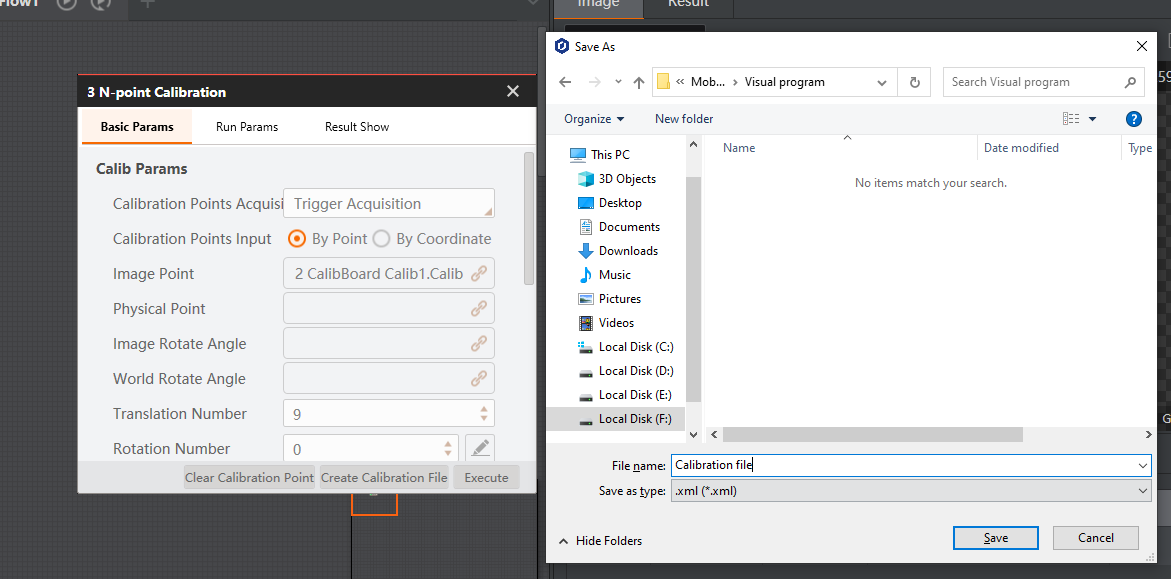 Flow1
Image Result
3 N-point Calibration
Basic Params Run Params Result Show
Calib Params
Calibration Points Acquisi Trigger Acquisition
Calibration Points Input By Point By Coordinate
Image Point 2 CalibBoard Calib1.Calib
Physical Point
Image Rotate Angle
World Rotate Angle
Translation Number 9
Rotation Number 0
Clear Calibration Point Create Calibration File Execute
Save As
« Mob... › Visual program Search Visual program
Organize New folder
Name Date modified Type
No items match your search.
This PC
3D Objects
Desktop
Documents
Downloads
Music
Pictures
Videos
Local Disk (C:)
Local Disk (D:)
Local Disk (E:)
Local Disk (F:)
File name: Calibration file
Save as type: .xml (*.xml)
Hide Folders Save Cancel